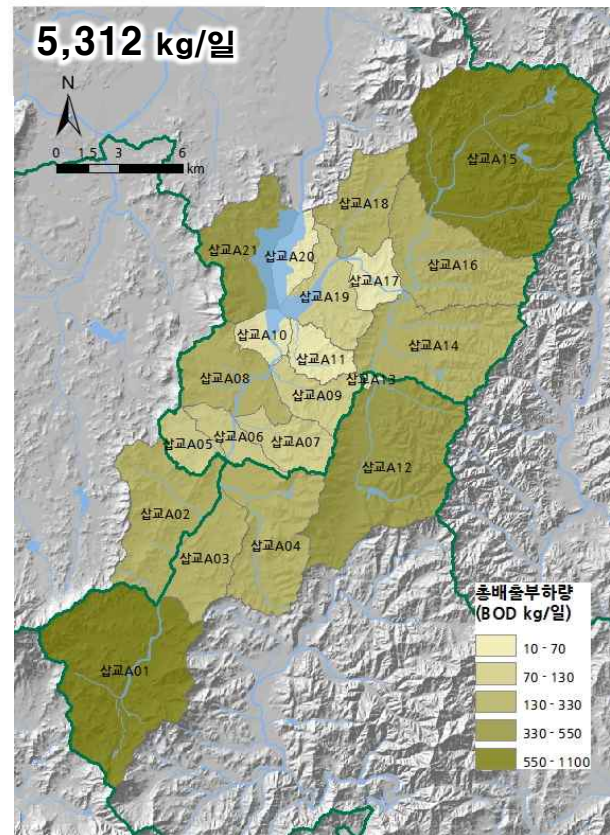 5,312 kg/일
N
0 1.5 3 6
km
삽교A15
삽교A18
삽교A21
삽교A20
삽교A16
삽교A17
삽교A19
삽교A10
삽교A11
삽교A14
삽교A08
삽교A13
삽교A09
삽교A05
삽교A06
삽교A07
삽교A12
삽교A02
삽교A03
삽교A04
삽교A01
총배출부하량
(BOD kg/일)
10 - 70
70 - 130
130 - 330
330 - 550
550 - 1100